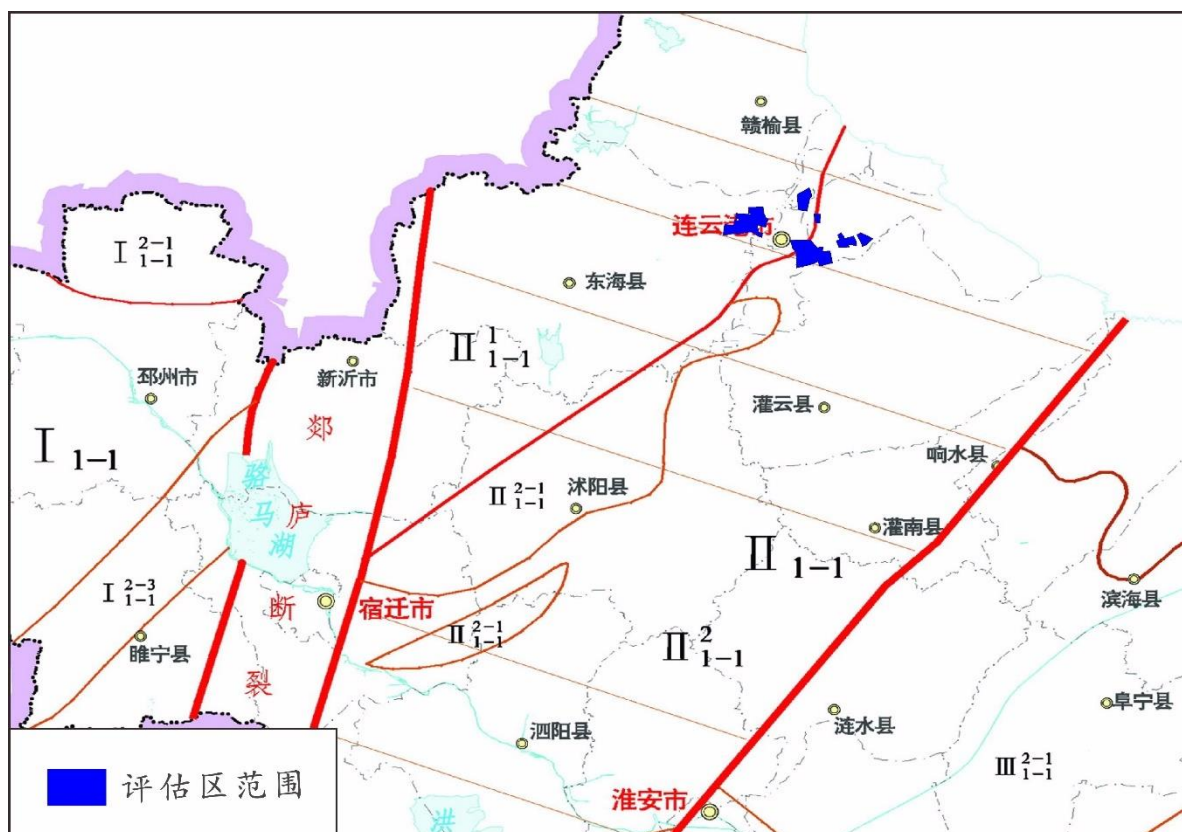 赣榆县
连云港市
I 2-1 1-1
东海县
II 1 1-1
新沂市
邳州市
郯
灌云县
I 1-1
响水县
骆
马
湖
庐
II 2-1 1-1
沭阳县
灌南县
II 1-1
滨海县
I 2-3 1-1
断
宿迁市
睢宁县
II 2-1 1-1
II 2 1-1
裂
阜宁县
涟水县
泗阳县
III 2-1 1-1
评估区范围
淮安市
洪